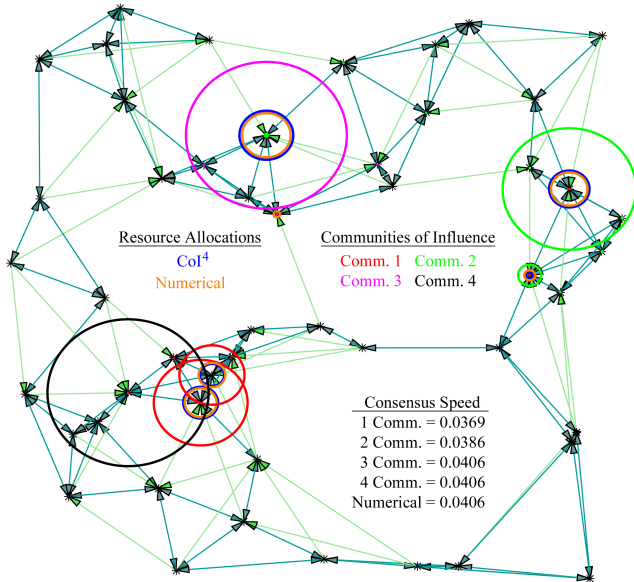 Resource Allocations
CoI⁴
Numerical
Communities of Influence
Comm. 1 Comm. 2
Comm. 3 Comm. 4
Consensus Speed
1 Comm. = 0.0369
2 Comm. = 0.0386
3 Comm. = 0.0406
4 Comm. = 0.0406
Numerical = 0.0406